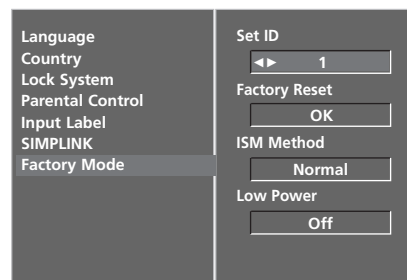 Language
Country
Lock System
Parental Control
Input Label
SIMPLINK
Factory Mode
Set ID
◀▶ 1
Factory Reset
OK
ISM Method
Normal
Low Power
Off